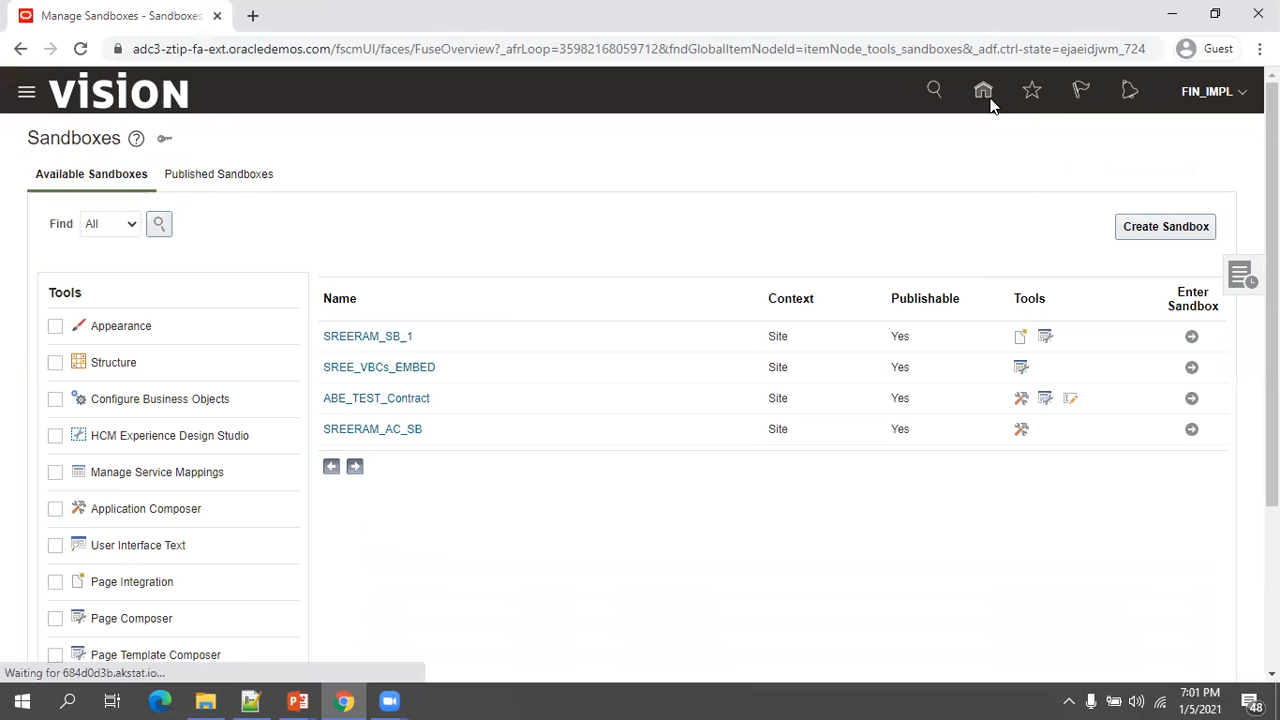 Manage Sandboxes - Sandboxes
adc3-ztip-fa-ext.oracledemos.com/fscmUI/faces/FuseOverview?_afrLoop=35982168059712&fndGlobalItemNodeId=itemNode_tools_sandboxes&_adf.ctrl-state=ejaeidjwm_724
Guest
vision
FIN_IMPL
Sandboxes
Available Sandboxes
Published Sandboxes
Find All
Create Sandbox
Tools
Appearance
Structure
Configure Business Objects
HCM Experience Design Studio
Manage Service Mappings
Application Composer
User Interface Text
Page Integration
Page Composer
Page Template Composer
Name Context Publishable Tools Enter Sandbox
SREERAM_SB_1 Site Yes
SREE_VBCs_EMBED Site Yes
ABE_TEST_Contract Site Yes
SREERAM_AC_SB Site Yes
Waiting for 684d0d3b.akstat.io...
7:01 PM
1/5/2021
48